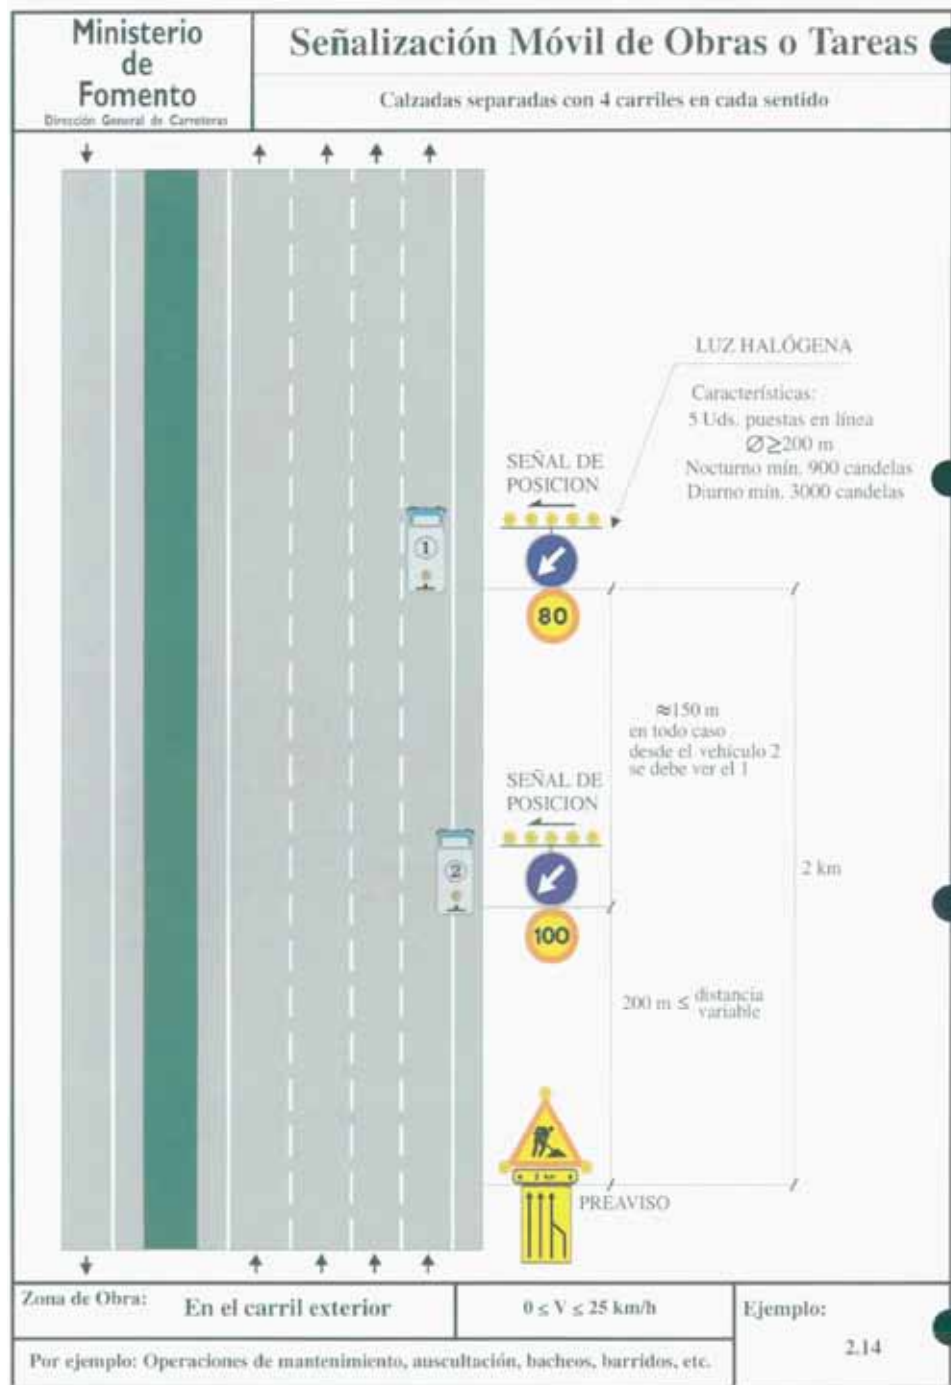 Ministerio
de
Fomento
Dirección General de Carreteras
Señalización Móvil de Obras o Tareas
Calzadas separadas con 4 carriles en cada sentido
LUZ HALÓGENA
Características:
5 Uds. puestas en línea
Ø≥200 m
Nocturno mín. 900 candelas
Diurno mín. 3000 candelas
SEÑAL DE
POSICION
1
80
≈150 m
en todo caso
desde el vehículo 2
se debe ver el 1
SEÑAL DE
POSICION
2
2 km
100
200 m ≤ distancia
variable
2 km
PREAVISO
Zona de Obra:
En el carril exterior
0 ≤ V ≤ 25 km/h
Ejemplo:
2.14
Por ejemplo: Operaciones de mantenimiento, auscultación, bacheos, barridos, etc.